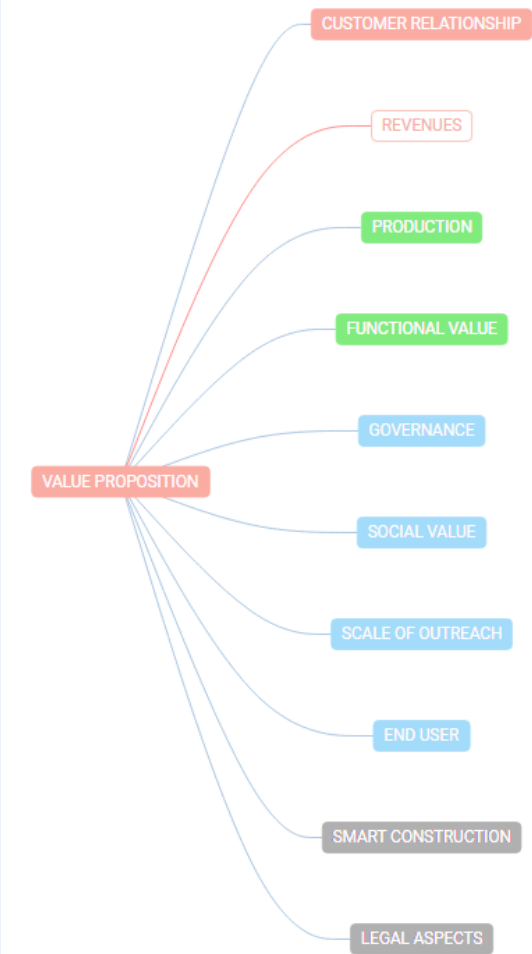 CUSTOMER RELATIONSHIP
REVENUES
PRODUCTION
FUNCTIONAL VALUE
GOVERNANCE
VALUE PROPOSITION
SOCIAL VALUE
SCALE OF OUTREACH
END USER
SMART CONSTRUCTION
LEGAL ASPECTS